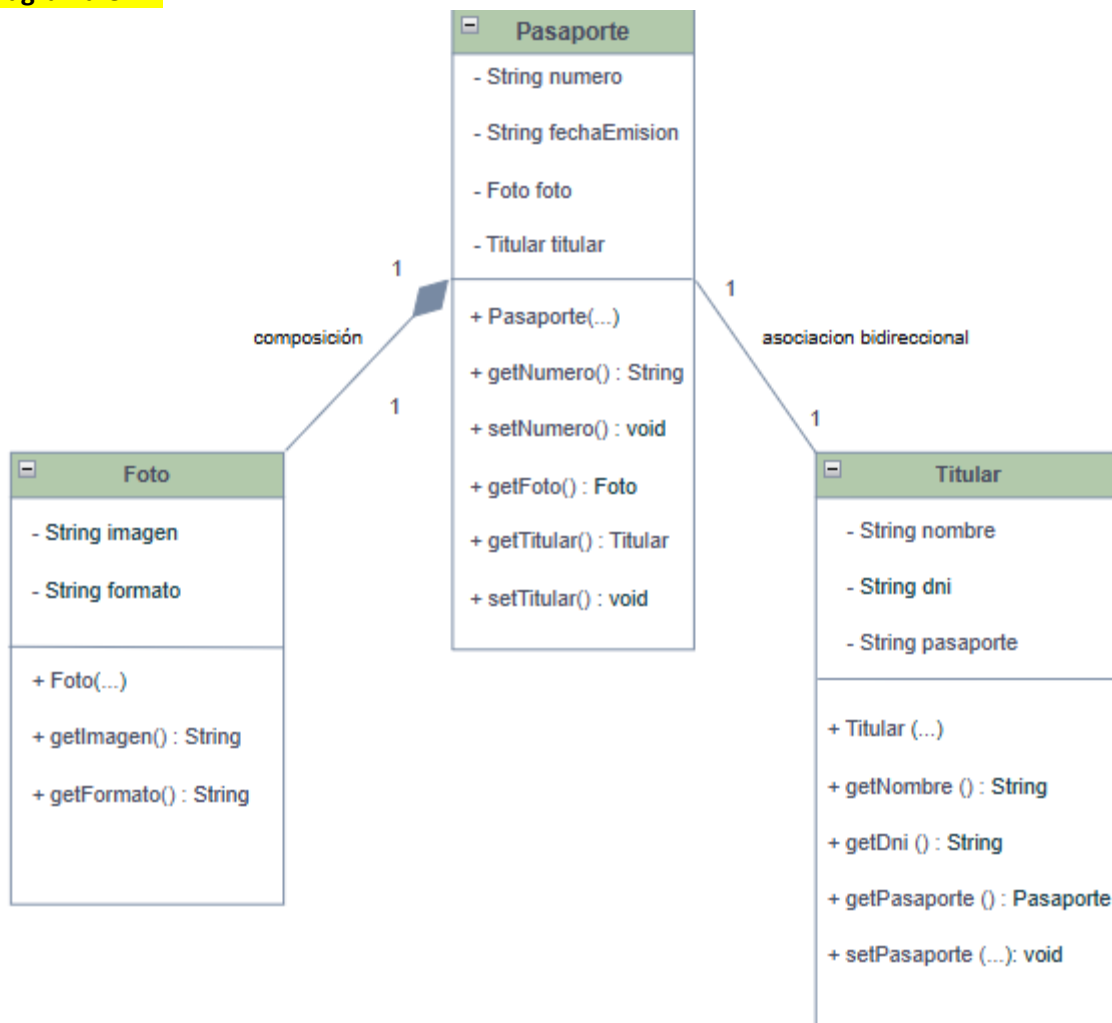 Pasaporte
- String numero
- String fechaEmision
- Foto foto
- Titular titular
+ Pasaporte(...)
+ getNumero() : String
+ setNumero() : void
+ getFoto() : Foto
+ getTitular() : Titular
+ setTitular() : void
1
composición
1
1
asociacion bidireccional
1
Foto
- String imagen
- String formato
+ Foto(...)
+ getImagen() : String
+ getFormato() : String
Titular
- String nombre
- String dni
- String pasaporte
+ Titular (...)
+ getNombre () : String
+ getDni () : String
+ getPasaporte () : Pasaporte
+ setPasaporte (...): void